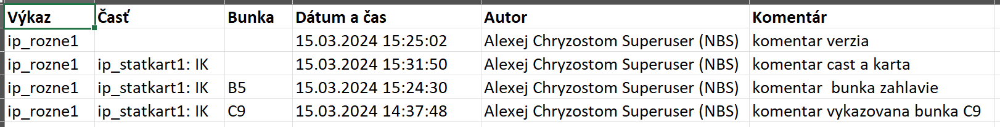 Výkaz Časť Bunka Dátum a čas Autor Komentár
ip_rozne1 15.03.2024 15:25:02 Alexej Chryzostom Superuser (NBS) komentar verzia
ip_rozne1 ip_statkart1: IK 15.03.2024 15:31:50 Alexej Chryzostom Superuser (NBS) komentar cast a karta
ip_rozne1 ip_statkart1: IK B5 15.03.2024 15:24:30 Alexej Chryzostom Superuser (NBS) komentar  bunka zahlavie
ip_rozne1 ip_statkart1: IK C9 15.03.2024 14:37:48 Alexej Chryzostom Superuser (NBS) komentar vykazovana bunka C9